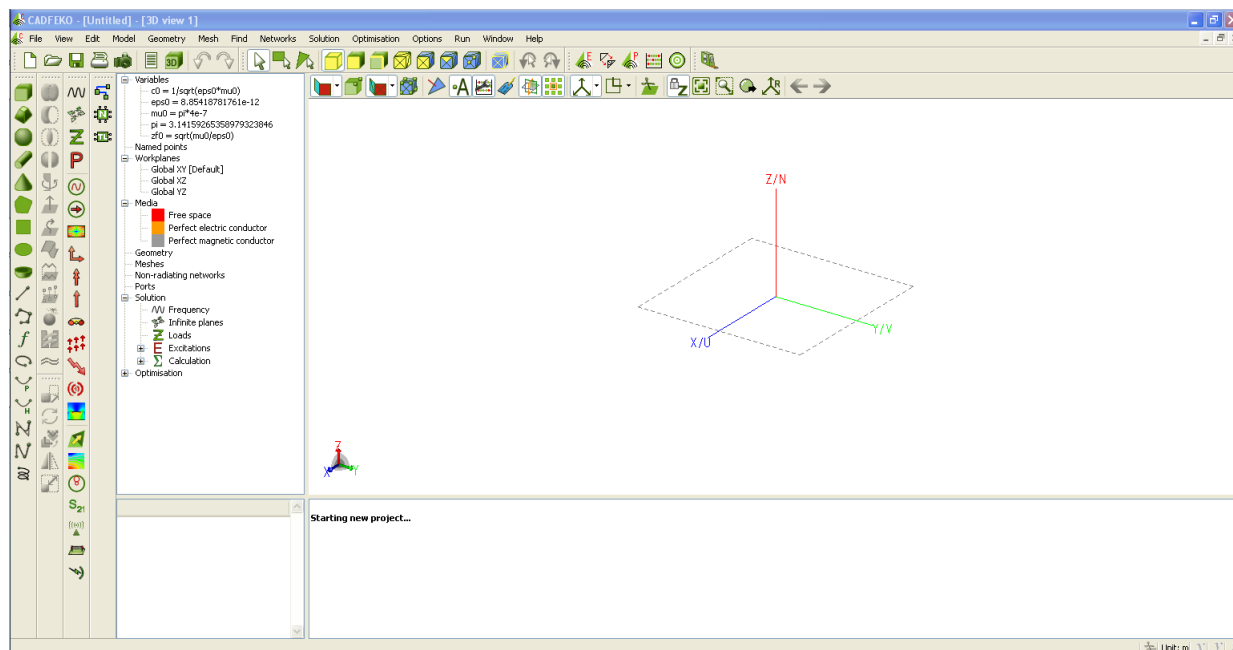 CADFEKO - [Untitled] - [3D view 1]
File View Edit Model Geometry Mesh Find Networks Solution Optimisation Options Run Window Help
Variables
c0 = 1/sqrt(eps0*mu0)
eps0 = 8.85418781761e-12
mu0 = pi*4e-7
pi = 3.14159265358979323846
zf0 = sqrt(mu0/eps0)
Named points
Workplanes
Global XY [Default]
Global XZ
Global YZ
Media
Free space
Perfect electric conductor
Perfect magnetic conductor
Geometry
Meshes
Non-radiating networks
Ports
Solution
Frequency
Infinite planes
Loads
Excitations
Calculation
Optimisation
Z/N
X/U
Y/V
Z
X
Y
Starting new project...
Unit: m